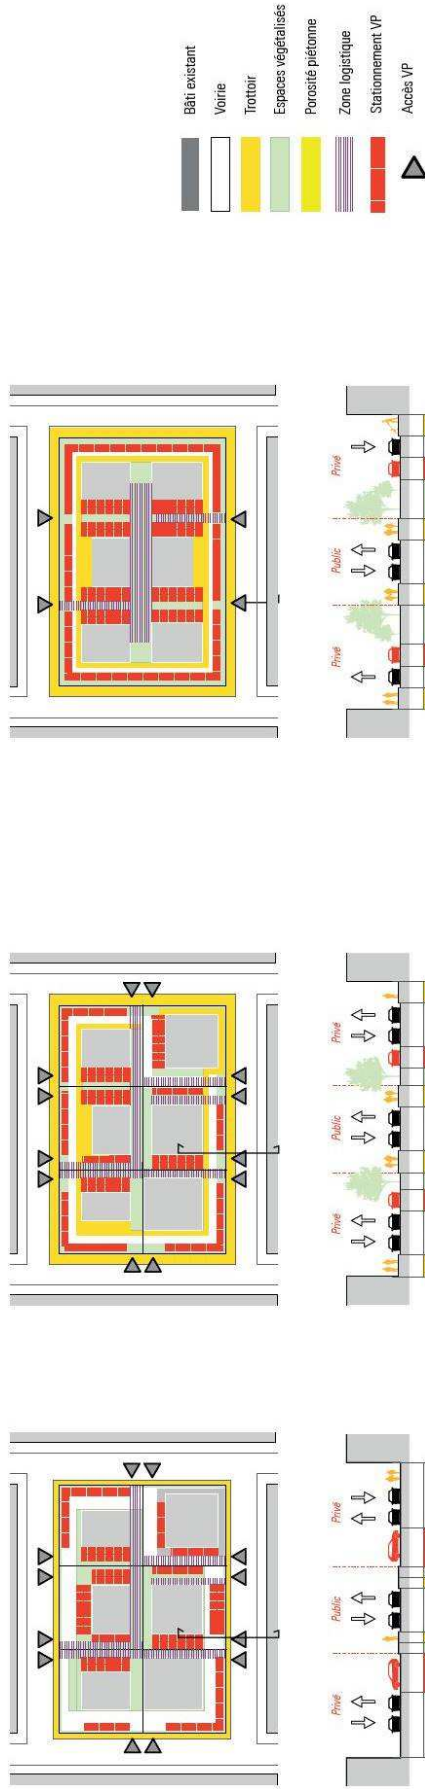 Bâti existant
Voirie
Trottoir
Espaces végétalisés
Porosité piétonne
Zone logistique
Stationnement VP
Accès VP
Privé
Public
Privé
Privé
Public
Privé
Privé
Public
Privé